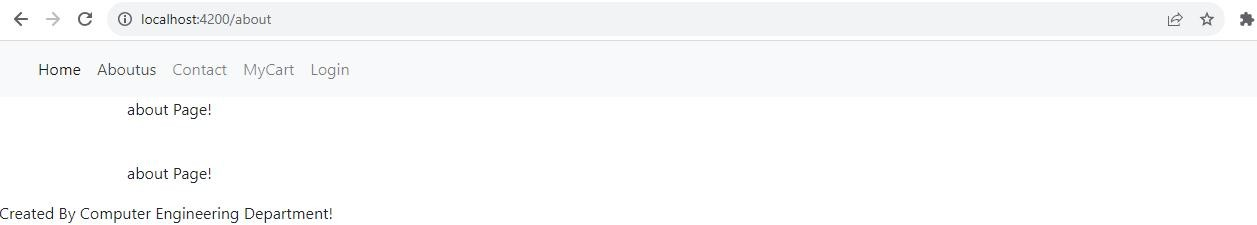 localhost:4200/about
Home Aboutus Contact MyCart Login
about Page!
about Page!
Created By Computer Engineering Department!